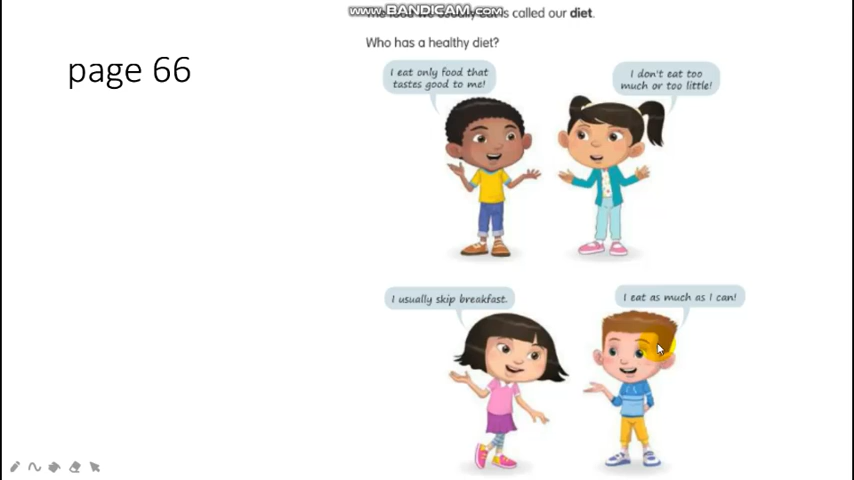 www.BANDICAM.com
is called our diet.
Who has a healthy diet?
page 66
I eat only food that
tastes good to me!
I don't eat too
much or too little!
I usually skip breakfast.
I eat as much as I can!